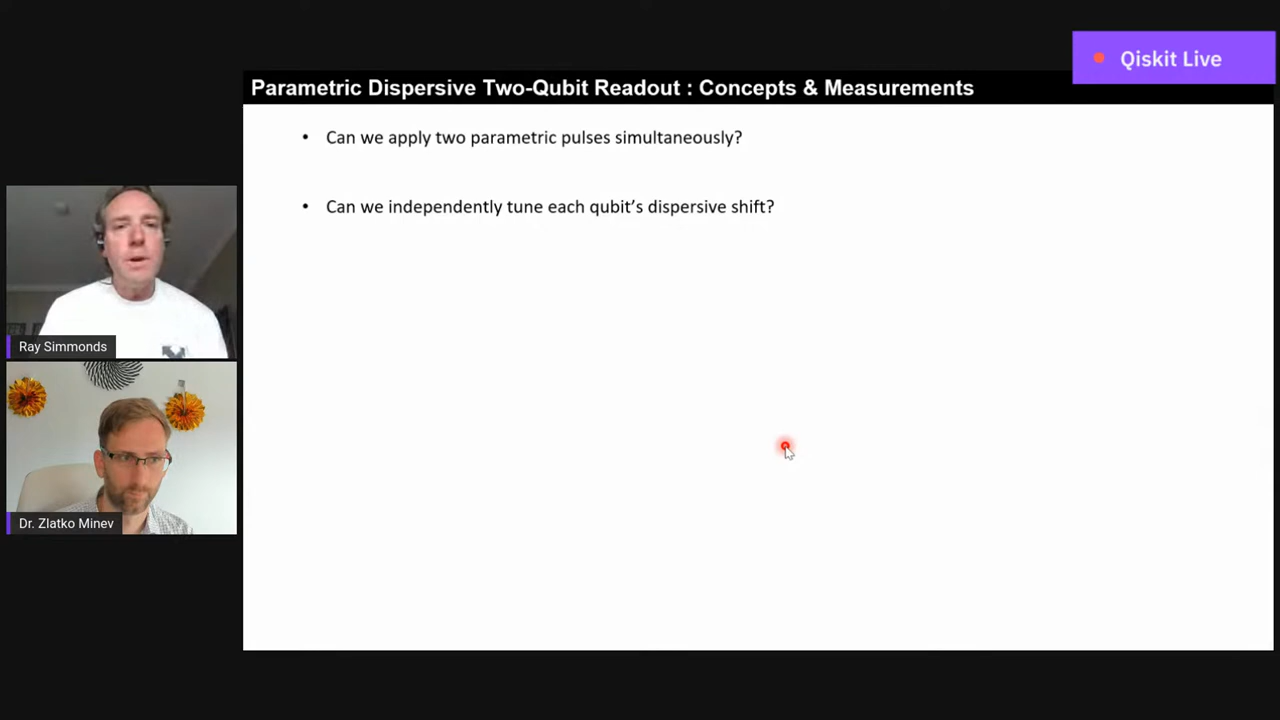 Qiskit Live
Parametric Dispersive Two-Qubit Readout : Concepts & Measurements
• Can we apply two parametric pulses simultaneously?
• Can we independently tune each qubit’s dispersive shift?
Ray Simmonds
Dr. Zlatko Minev